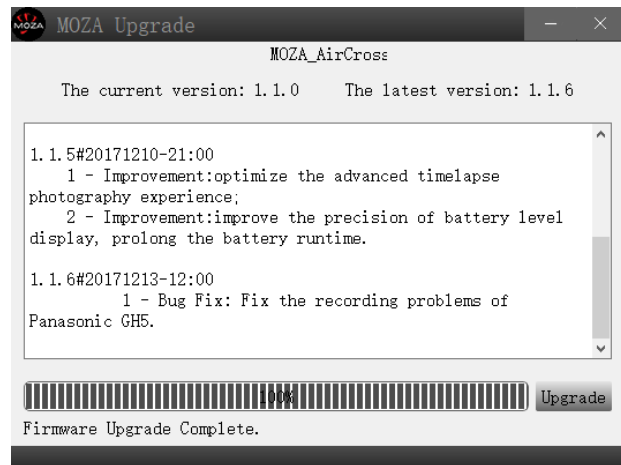 MOZA MOZA Upgrade
MOZA_AirCross
The current version: 1.1.0 The latest version: 1.1.6
1.1.5#20171210-21:00
1 - Improvement:optimize the advanced timelapse
photography experience;
2 - Improvement:improve the precision of battery level
display, prolong the battery runtime.
1.1.6#20171213-12:00
1 - Bug Fix: Fix the recording problems of
Panasonic GH5.
100% Upgrade
Firmware Upgrade Complete.